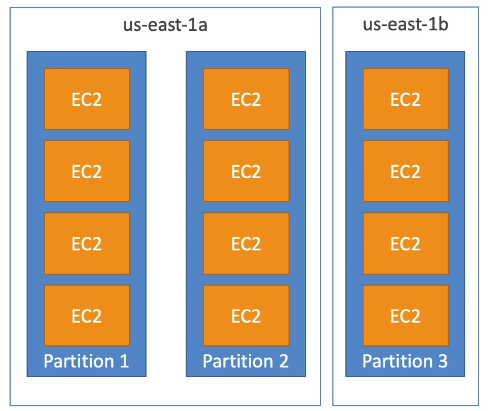 us-east-1a
us-east-1b
EC2
EC2
EC2
EC2
Partition 1
EC2
EC2
EC2
EC2
Partition 2
EC2
EC2
EC2
EC2
Partition 3